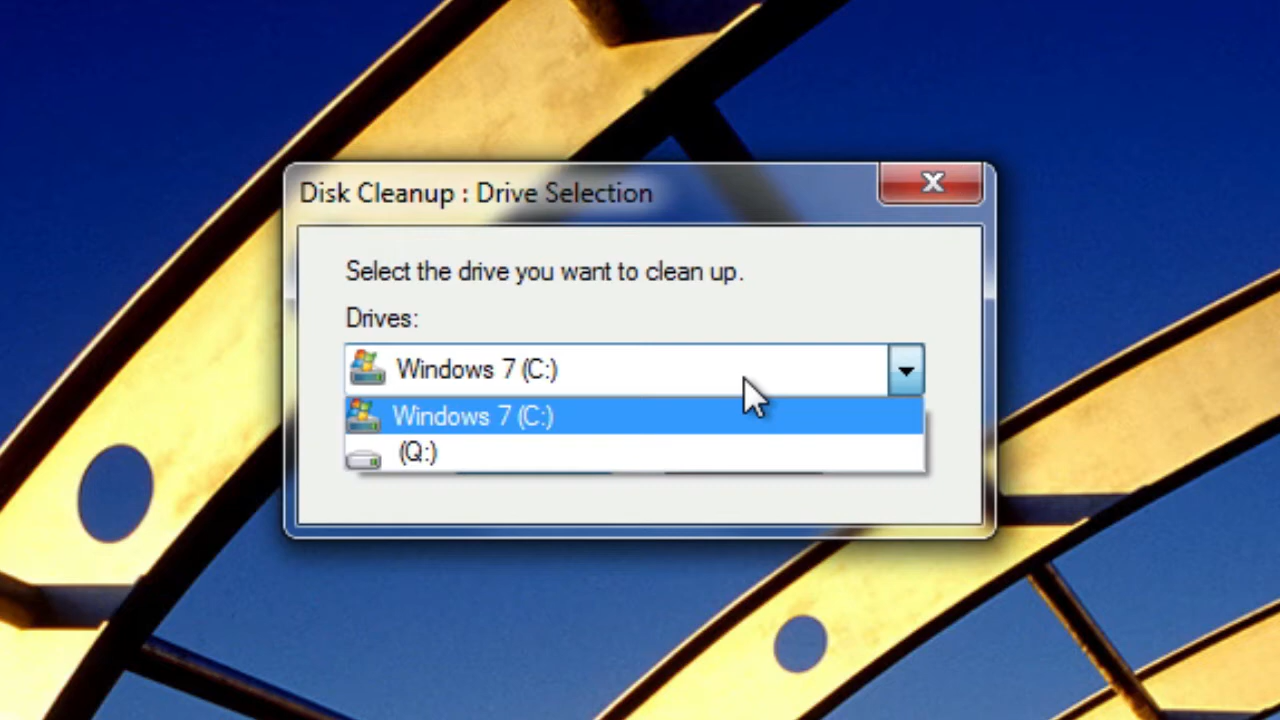 Disk Cleanup : Drive Selection
Select the drive you want to clean up.
Drives:
Windows 7 (C:)
Windows 7 (C:)
(Q:)